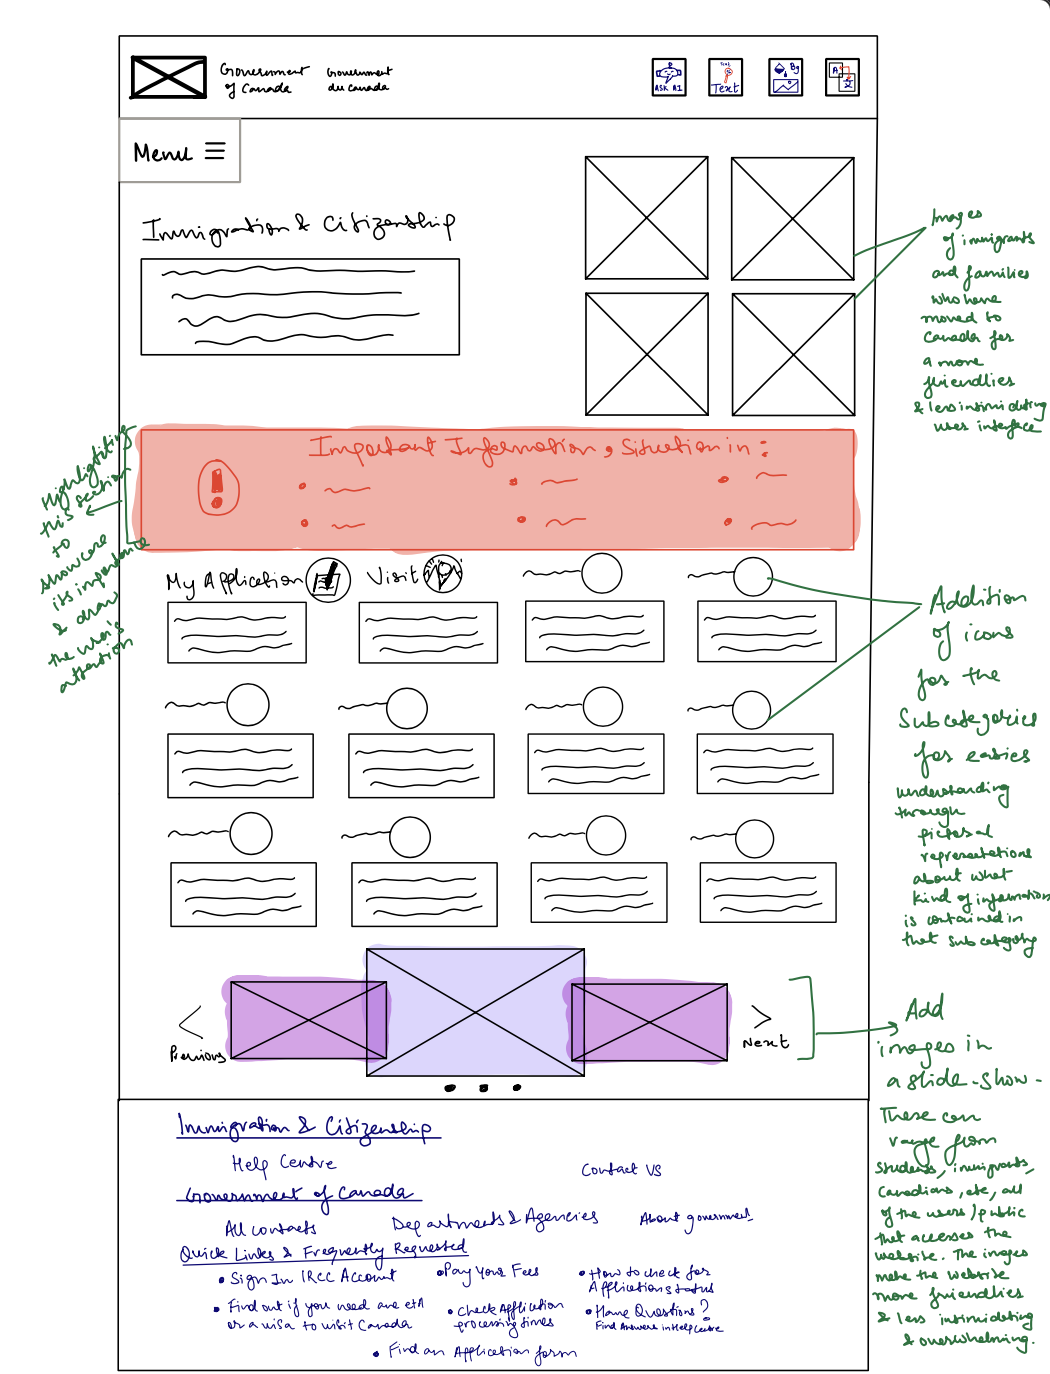 Government
of Canada
Government
du canada
ASK AI
Text
Text
Bg
A
文
Menu
Immigration & Citizenship
Images
of immigrants
and families
who have
moved to
Canada for
a more
friendlier
& less intimidating
user interface
Important Information, Situation in :
Highlighting
this section
to
showcase
its importance
& draw
the user's
attention
My Application
Visit
Addition
of icons
for the
Subcategories
for easier
understanding
through
pictorial
representations
about what
kind of information
is contained in
that subcategory
Previous
Next
Add
images in
a slide-show.
These can
range from
students, immigrants,
Canadians, etc, all
of the users/public
that accesses the
website. The images
make the website
more friendlier
& less intimidating
& overwhelming.
Immigration & Citizenship
Help Centre
Contact US
Government of Canada
All contacts
Departments & Agencies
About government
Quick Links & Frequently Requested
• Sign In IRCC Account
• Pay Your Fees
• How to check for
Application status
• Find out if you need an etA
or a visa to visit Canada
• Check Application
processing times
• Have Questions?
Find Answers in Help Centre
• Find an Application form